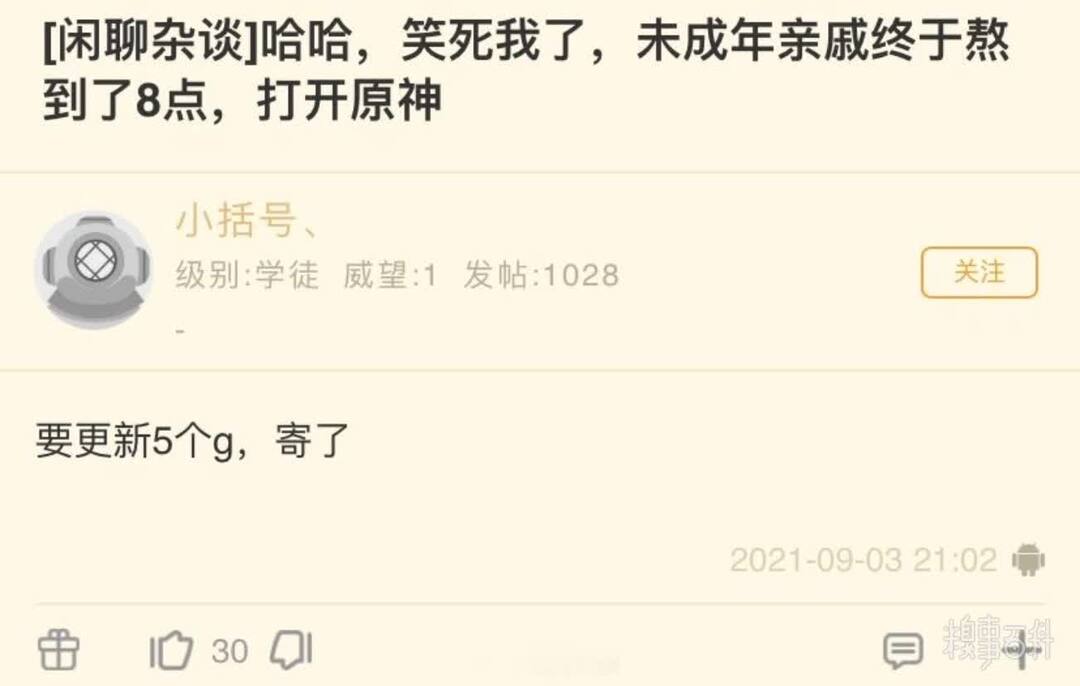 [闲聊杂谈]哈哈，笑死我了，未成年亲戚终于熬
到了8点，打开原神
小括号、
级别:学徒 威望:1 发帖:1028
关注
-
要更新5个g，寄了
2021-09-03 21:02
30
糗事百科